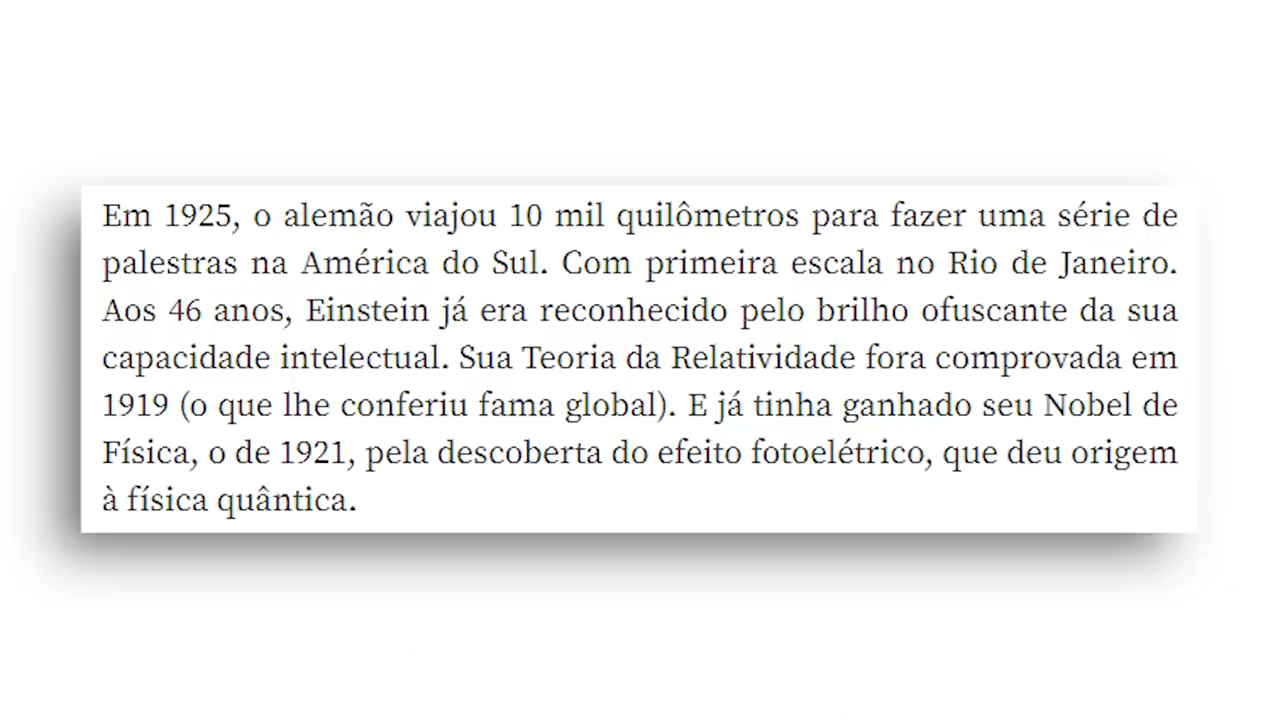 Em 1925, o alemão viajou 10 mil quilômetros para fazer uma série de
palestras na América do Sul. Com primeira escala no Rio de Janeiro.
Aos 46 anos, Einstein já era reconhecido pelo brilho ofuscante da sua
capacidade intelectual. Sua Teoria da Relatividade fora comprovada em
1919 (o que lhe conferiu fama global). E já tinha ganhado seu Nobel de
Física, o de 1921, pela descoberta do efeito fotoelétrico, que deu origem
à física quântica.